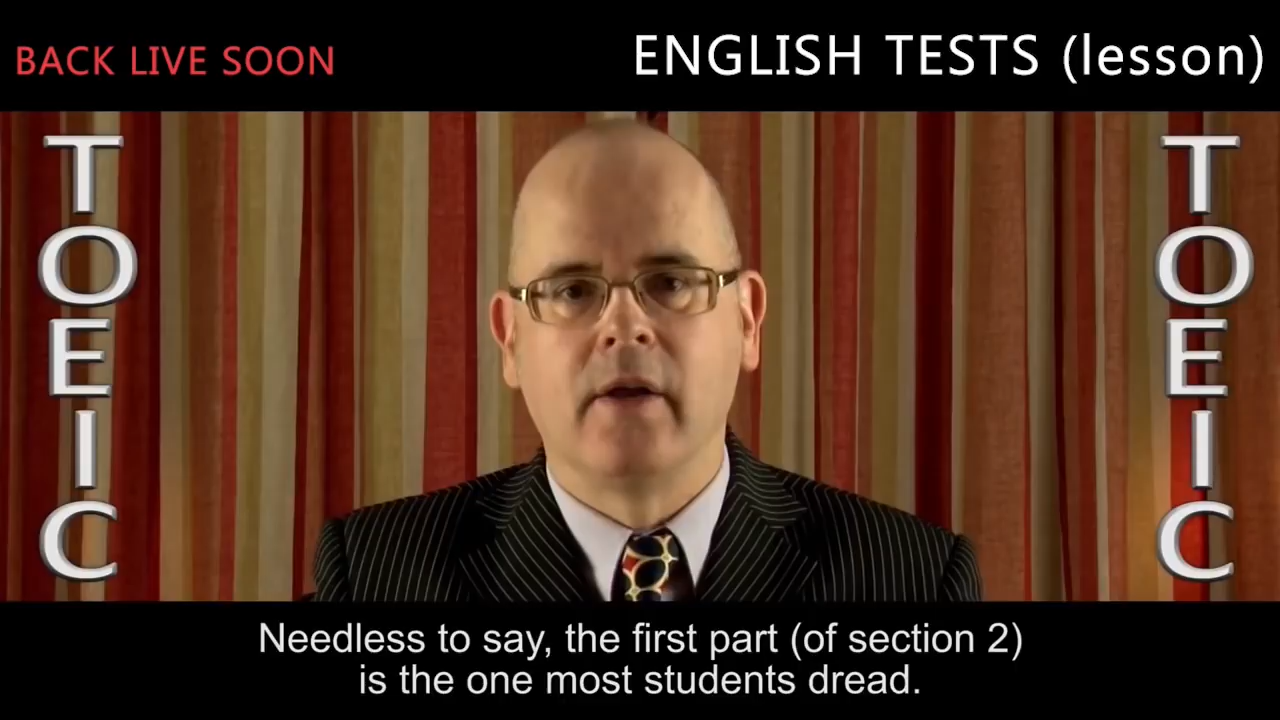 BACK LIVE SOON
ENGLISH TESTS (lesson)
TOEIC
TOEIC
Needless to say, the first part (of section 2)
is the one most students dread.